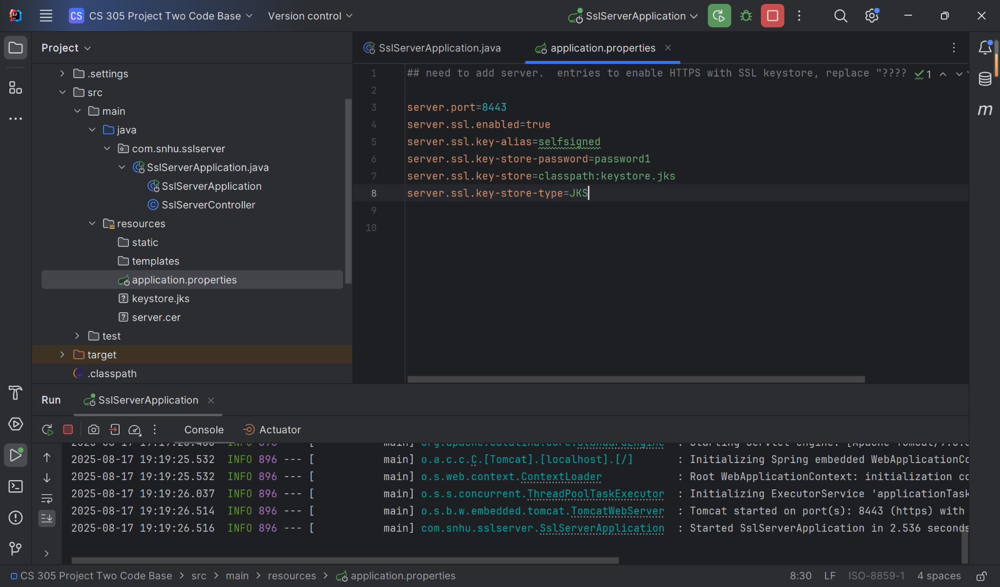 CS CS 305 Project Two Code Base Version control SslServerApplication
Project
SslServerApplication.java application.properties
.settings
src
main
java
com.snhu.sslserver
SslServerApplication.java
SslServerApplication
SslServerController
resources
static
templates
application.properties
keystore.jks
server.cer
test
target
.classpath
1 ## need to add server.  entries to enable HTTPS with SSL keystore, replace "???? 1
2
3 server.port=8443
4 server.ssl.enabled=true
5 server.ssl.key-alias=selfsigned
6 server.ssl.key-store-password=password1
7 server.ssl.key-store=classpath:keystore.jks
8 server.ssl.key-store-type=JKS
9
10
m
Run SslServerApplication
Console Actuator
main] : Starting Servlet engine: [Apache
2025-08-17 19:19:25.532 INFO 896 --- [ main] o.a.c.c.C.[Tomcat].[localhost].[/] : Initializing Spring embedded WebApplicationCo
2025-08-17 19:19:25.532 INFO 896 --- [ main] o.s.web.context.ContextLoader : Root WebApplicationContext: initialization co
2025-08-17 19:19:26.037 INFO 896 --- [ main] o.s.s.concurrent.ThreadPoolTaskExecutor : Initializing ExecutorService 'applicationTask
2025-08-17 19:19:26.514 INFO 896 --- [ main] o.s.b.w.embedded.tomcat.TomcatWebServer : Tomcat started on port(s): 8443 (https) with
2025-08-17 19:19:26.516 INFO 896 --- [ main] com.snhu.sslserver.SslServerApplication : Started SslServerApplication in 2.536 seconds
CS 305 Project Two Code Base > src > main > resources > application.properties 8:30 LF ISO-8859-1 4 spaces